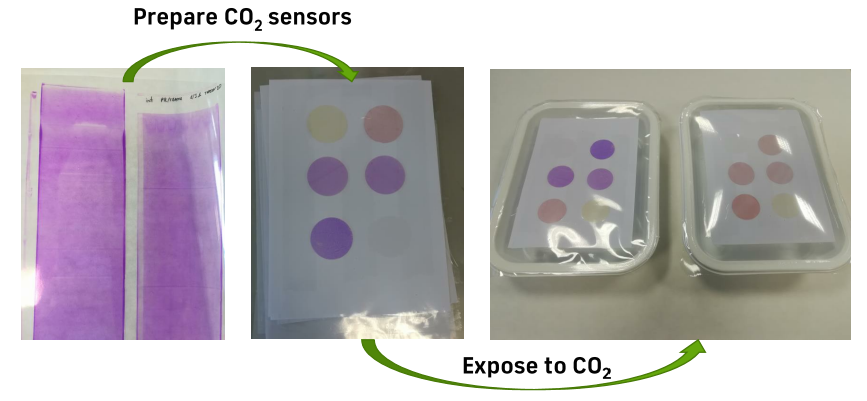 Prepare CO₂ sensors
Expose to CO₂